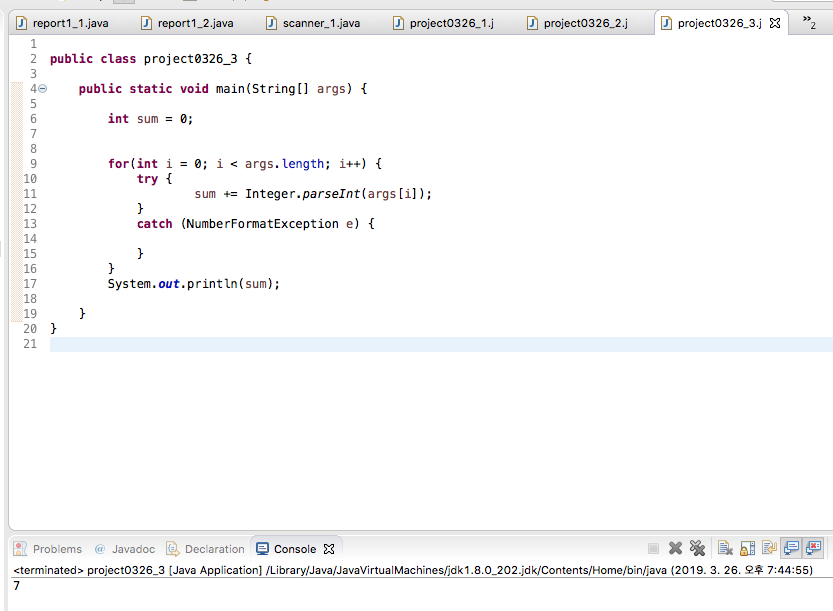 report1_1.java report1_2.java scanner_1.java project0326_1.j project0326_2.j project0326_3.j »2
1
2 public class project0326_3 {
3
4 public static void main(String[] args) {
5
6 int sum = 0;
7
8
9 for(int i = 0; i < args.length; i++) {
10 try {
11 sum += Integer.parseInt(args[i]);
12 }
13 catch (NumberFormatException e) {
14
15 }
16 }
17 System.out.println(sum);
18
19 }
20 }
21
Problems @ Javadoc Declaration Console
<terminated> project0326_3 [Java Application] /Library/Java/JavaVirtualMachines/jdk1.8.0_202.jdk/Contents/Home/bin/java (2019. 3. 26. 오후 7:44:55)
7